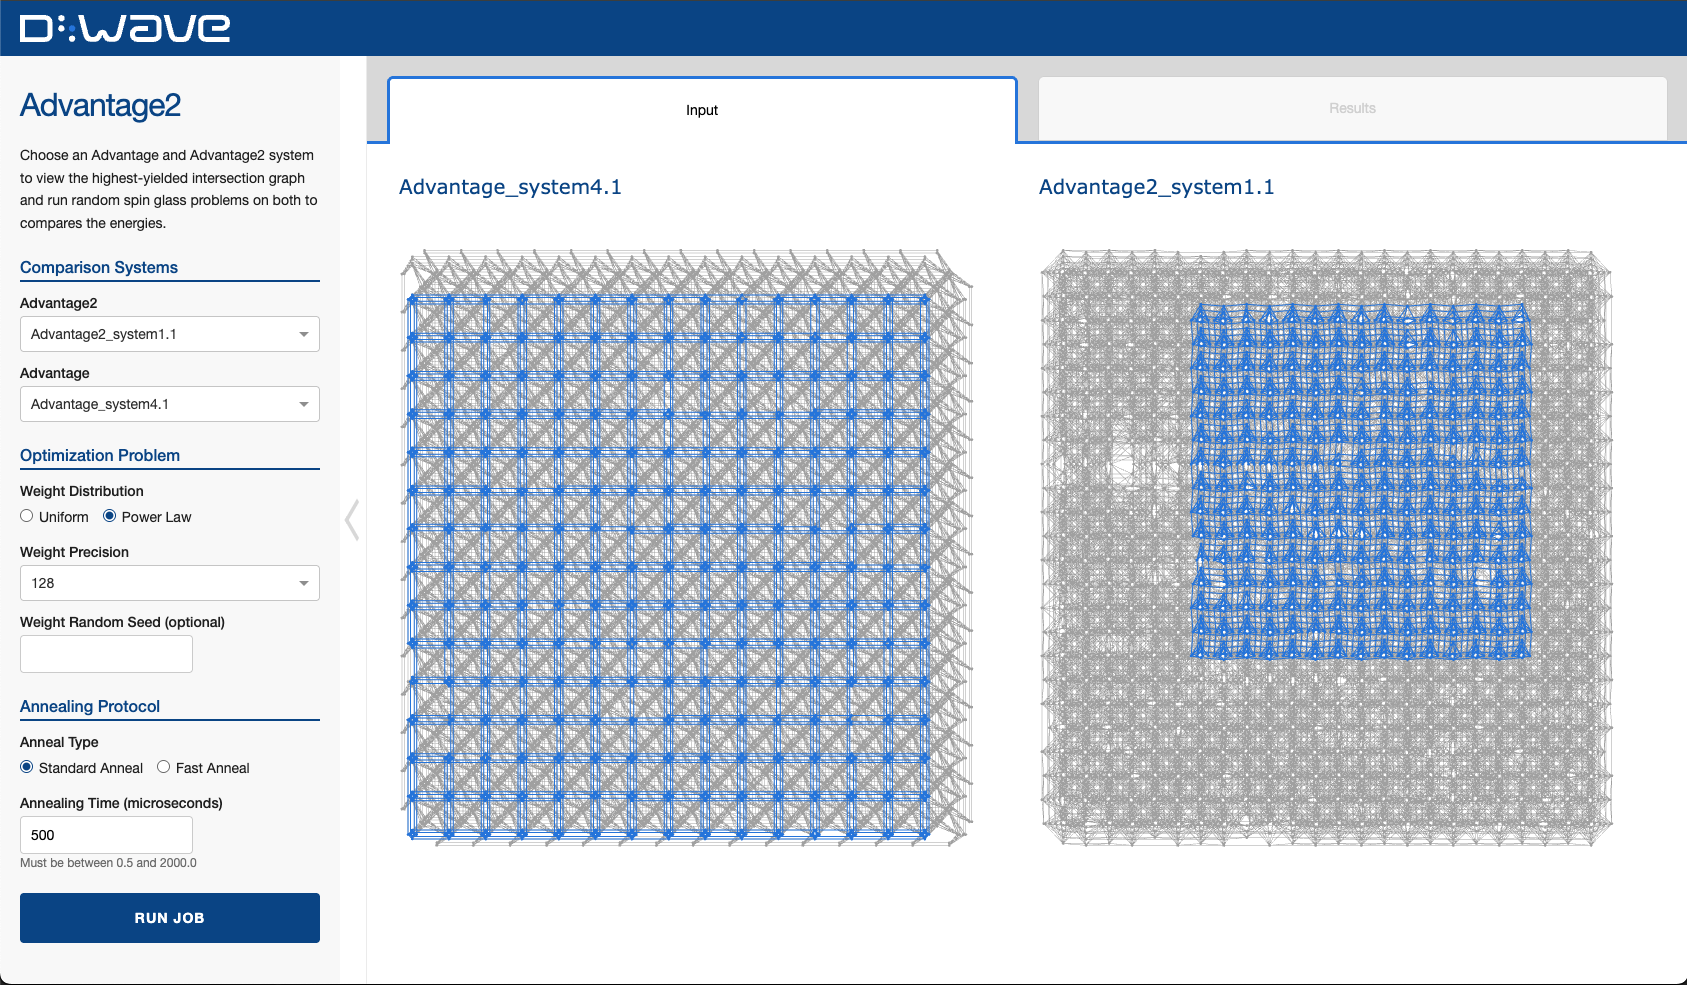 D:Wave
Advantage2
Choose an Advantage and Advantage2 system
to view the highest-yielded intersection graph
and run random spin glass problems on both to
compares the energies.
Comparison Systems
Advantage2
Advantage2_system1.1
Advantage
Advantage_system4.1
Optimization Problem
Weight Distribution
Uniform Power Law
Weight Precision
128
Weight Random Seed (optional)
Annealing Protocol
Anneal Type
Standard Anneal Fast Anneal
Annealing Time (microseconds)
500
Must be between 0.5 and 2000.0
RUN JOB
Input
Results
Advantage_system4.1
Advantage2_system1.1